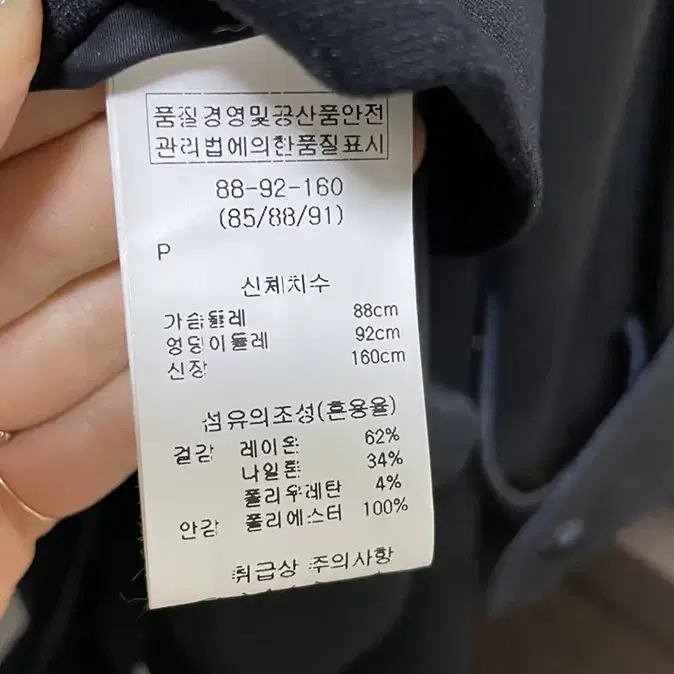 품질경영및공산품안전
관리법에의한품질표시
88-92-160
(85/88/91)
P
신체치수
가슴둘레 88cm
엉덩이둘레 92cm
신장 160cm
섬유의조성(혼용율)
겉감 레이온 62%
나일론 34%
폴리우레탄 4%
안감 폴리에스터 100%
취급상 주의사항